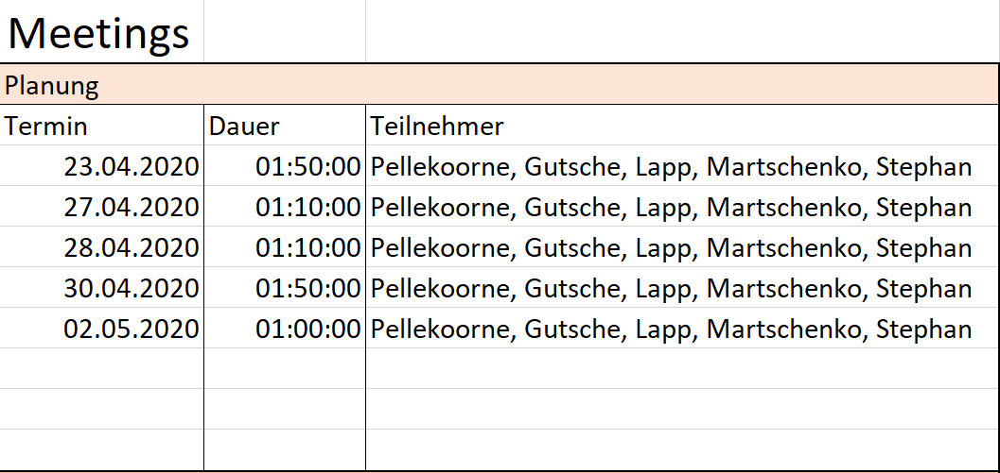 Meetings
Planung
Termin Dauer Teilnehmer
23.04.2020 01:50:00 Pellekoorne, Gutsche, Lapp, Martschenko, Stephan
27.04.2020 01:10:00 Pellekoorne, Gutsche, Lapp, Martschenko, Stephan
28.04.2020 01:10:00 Pellekoorne, Gutsche, Lapp, Martschenko, Stephan
30.04.2020 01:50:00 Pellekoorne, Gutsche, Lapp, Martschenko, Stephan
02.05.2020 01:00:00 Pellekoorne, Gutsche, Lapp, Martschenko, Stephan